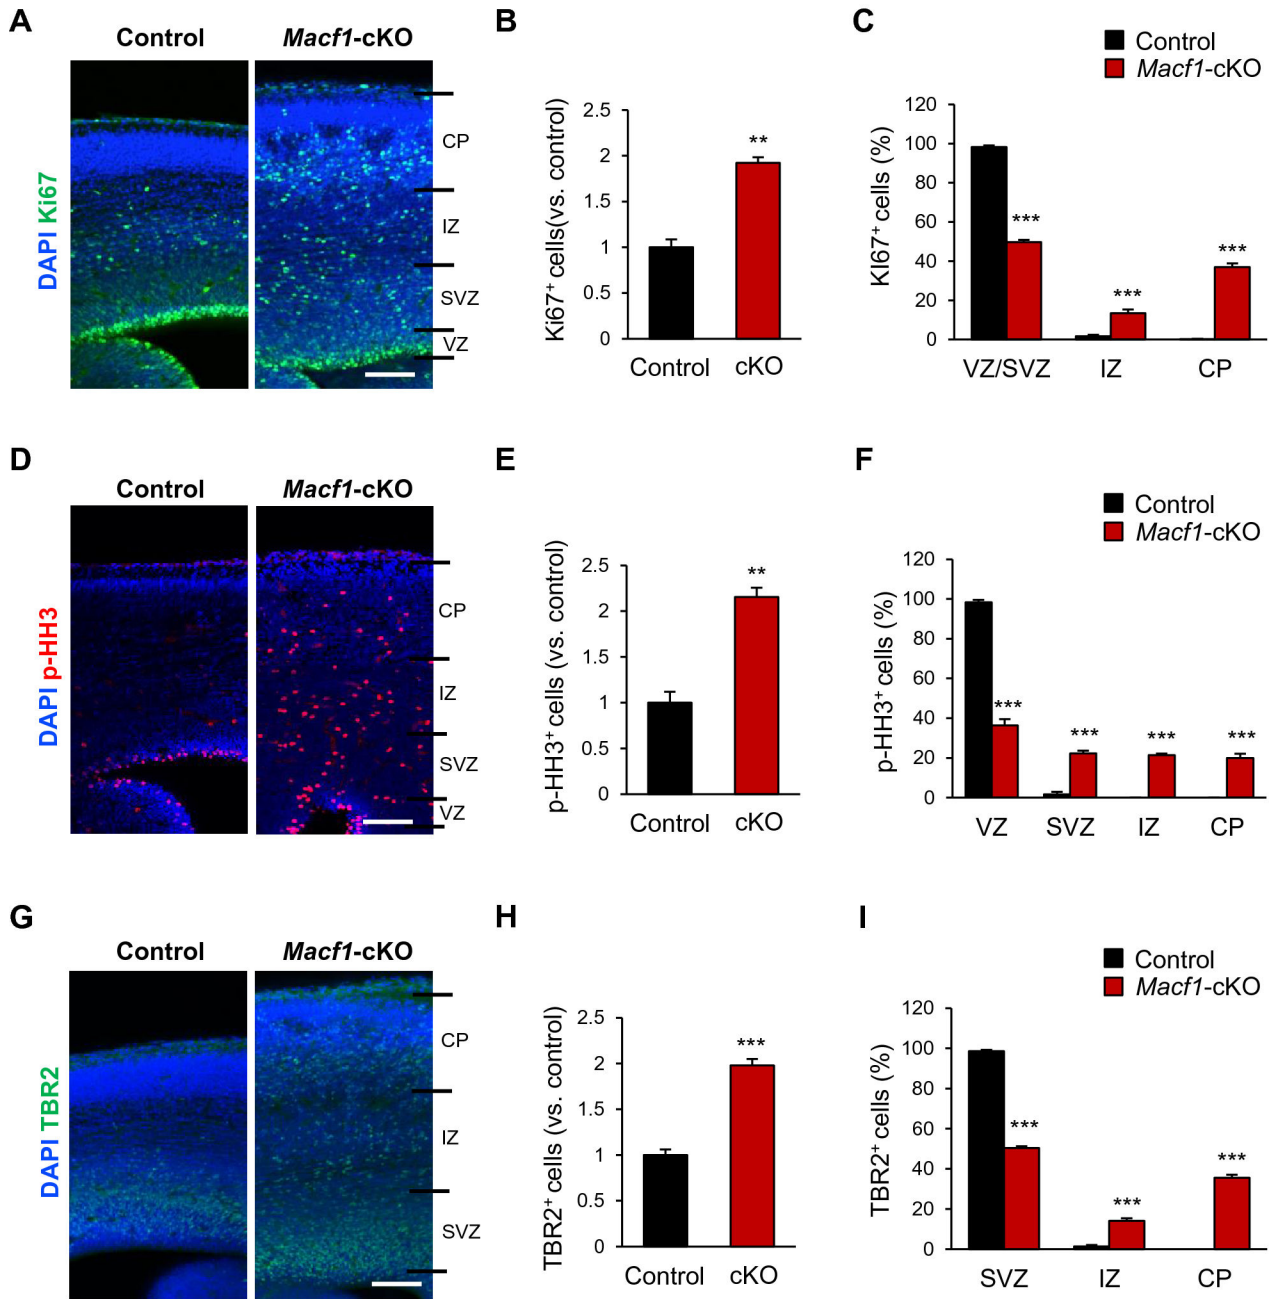 A
Control
Macf1-cKO
DAPI Ki67
CP
IZ
SVZ
VZ
B
Ki67+ cells(vs. control)
2.5
2
1.5
1
0.5
0
**
Control
cKO
C
Control
Macf1-cKO
KI67+ cells (%)
120
100
80
60
40
20
0
***
***
***
VZ/SVZ
IZ
CP
D
Control
Macf1-cKO
DAPI p-HH3
CP
IZ
SVZ
VZ
E
p-HH3+ cells (vs. control)
2.5
2
1.5
1
0.5
0
**
Control
cKO
F
Control
Macf1-cKO
p-HH3+ cells (%)
120
100
80
60
40
20
0
***
***
***
***
VZ
SVZ
IZ
CP
G
Control
Macf1-cKO
DAPI TBR2
CP
IZ
SVZ
H
TBR2+ cells (vs. control)
2.5
2
1.5
1
0.5
0
***
Control
cKO
I
Control
Macf1-cKO
TBR2+ cells (%)
120
100
80
60
40
20
0
***
***
***
SVZ
IZ
CP